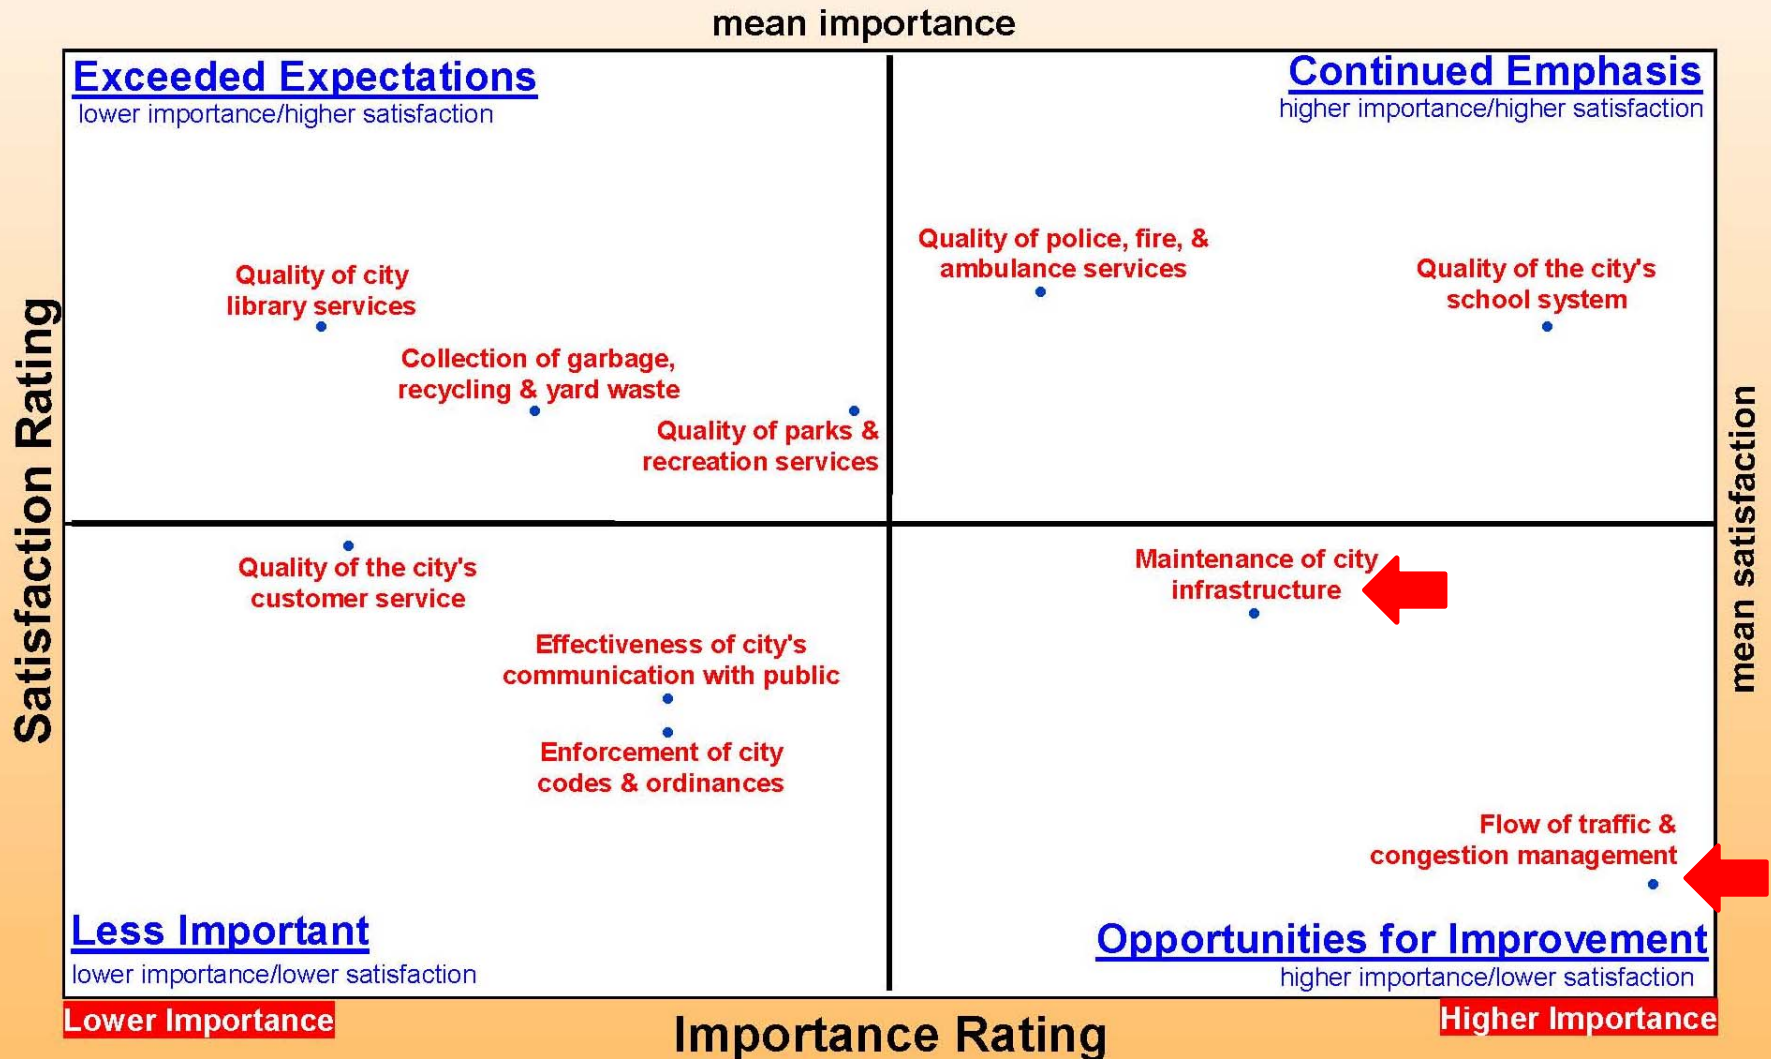 mean importance
Exceeded Expectations
lower importance/higher satisfaction
Continued Emphasis
higher importance/higher satisfaction
Quality of city
library services
Collection of garbage,
recycling & yard waste
Quality of parks &
recreation services
Quality of police, fire, &
ambulance services
Quality of the city's
school system
Satisfaction Rating
mean satisfaction
Quality of the city's
customer service
Effectiveness of city's
communication with public
Enforcement of city
codes & ordinances
Maintenance of city
infrastructure
Flow of traffic &
congestion management
Less Important
lower importance/lower satisfaction
Opportunities for Improvement
higher importance/lower satisfaction
Lower Importance
Importance Rating
Higher Importance